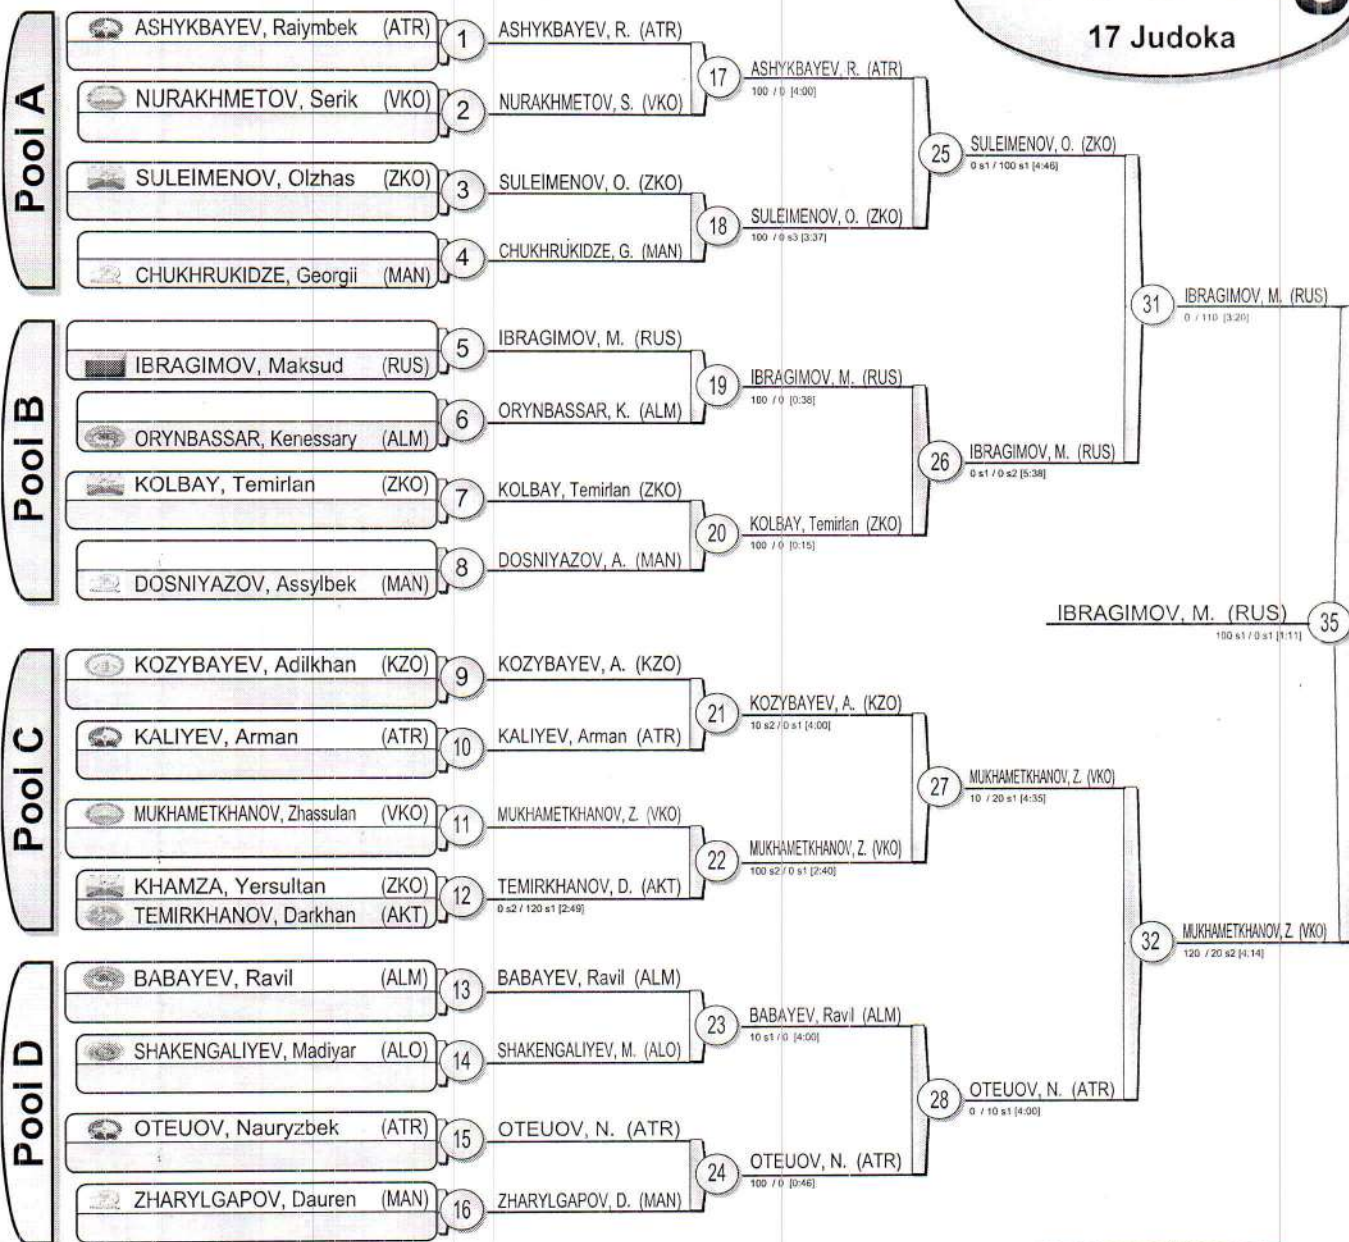 17 Judoka
Pool A
ASHYKBAYEV, Raiymbek (ATR)
NURAKHMETOV, Serik (VKO)
SULEIMENOV, Olzhas (ZKO)
CHUKHRUKIDZE, Georgii (MAN)
1
2
3
4
ASHYKBAYEV, R. (ATR)
NURAKHMETOV, S. (VKO)
SULEIMENOV, O. (ZKO)
CHUKHRUKIDZE, G. (MAN)
17
ASHYKBAYEV, R. (ATR)
100 / 0 [4:00]
18
SULEIMENOV, O. (ZKO)
100 / 0 s3 [3:37]
25
SULEIMENOV, O. (ZKO)
0 s1 / 100 s1 [4:46]
Pool B
IBRAGIMOV, Maksud (RUS)
ORYNBASSAR, Kenessary (ALM)
KOLBAY, Temirlan (ZKO)
DOSNIYAZOV, Assylbek (MAN)
5
6
7
8
IBRAGIMOV, M. (RUS)
ORYNBASSAR, K. (ALM)
KOLBAY, Temirlan (ZKO)
DOSNIYAZOV, A. (MAN)
19
IBRAGIMOV, M. (RUS)
100 / 0 [0:38]
20
KOLBAY, Temirlan (ZKO)
100 / 0 [0:15]
26
IBRAGIMOV, M. (RUS)
0 s1 / 0 s2 [5:38]
31
IBRAGIMOV, M. (RUS)
0 / 110 [3:20]
IBRAGIMOV, M. (RUS)
100 s1 / 0 s1 [1:11]
35
Pool C
KOZYBAYEV, Adilkhan (KZO)
KALIYEV, Arman (ATR)
MUKHAMETKHANOV, Zhassulan (VKO)
KHAMZA, Yersultan (ZKO)
TEMIRKHANOV, Darkhan (AKT)
9
10
11
12
KOZYBAYEV, A. (KZO)
KALIYEV, Arman (ATR)
MUKHAMETKHANOV, Z. (VKO)
TEMIRKHANOV, D. (AKT)
0 s2 / 120 s1 [2:49]
21
KOZYBAYEV, A. (KZO)
10 s2 / 0 s1 [4:00]
22
MUKHAMETKHANOV, Z. (VKO)
100 s2 / 0 s1 [2:40]
27
MUKHAMETKHANOV, Z. (VKO)
10 / 20 s1 [4:35]
Pool D
BABAYEV, Ravil (ALM)
SHAKENGALIYEV, Madiyar (ALO)
OTEUOV, Nauryzbek (ATR)
ZHARYLGAPOV, Dauren (MAN)
13
14
15
16
BABAYEV, Ravil (ALM)
SHAKENGALIYEV, M. (ALO)
OTEUOV, N. (ATR)
ZHARYLGAPOV, D. (MAN)
23
BABAYEV, Ravil (ALM)
10 s1 / 0 [4:00]
24
OTEUOV, N. (ATR)
100 / 0 [0:46]
28
OTEUOV, N. (ATR)
0 / 10 s1 [4:00]
32
MUKHAMETKHANOV, Z. (VKO)
120 / 20 s2 [4:14]